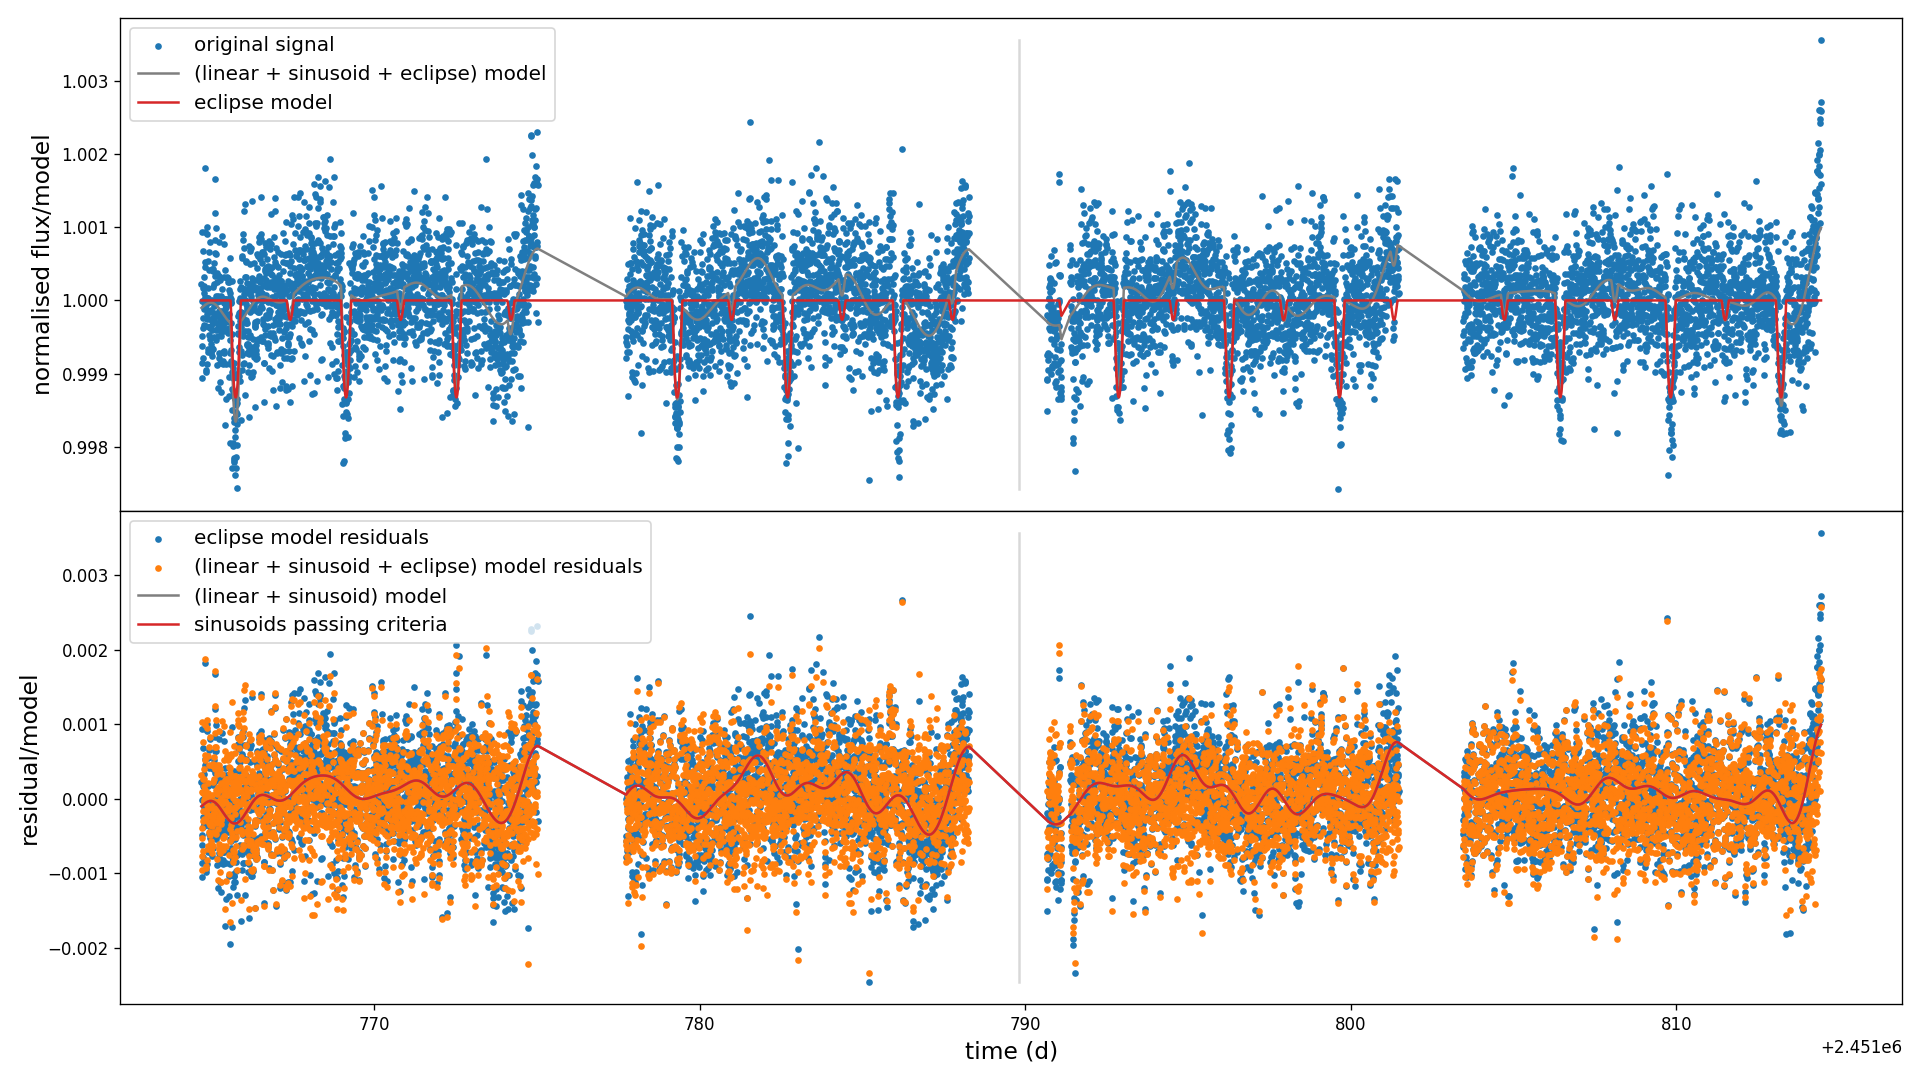 original signal
(linear + sinusoid + eclipse) model
eclipse model
1.003
1.002
1.001
1.000
0.999
0.998
normalised flux/model
eclipse model residuals
(linear + sinusoid + eclipse) model residuals
(linear + sinusoid) model
sinusoids passing criteria
0.003
0.002
0.001
0.000
−0.001
−0.002
residual/model
770
780
790
800
810
time (d)
+2.451e6